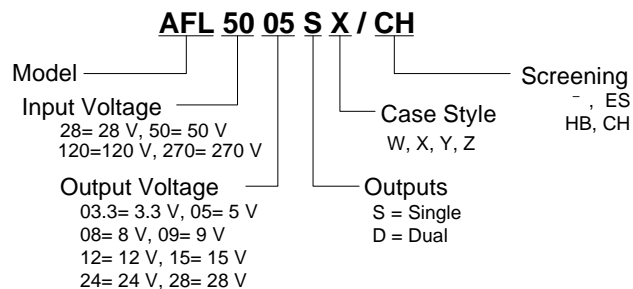 AFL 50 05 S X / CH
Model
Input Voltage
28= 28 V, 50= 50 V
120=120 V, 270= 270 V
Output Voltage
03.3= 3.3 V, 05= 5 V
08= 8 V, 09= 9 V
12= 12 V, 15= 15 V
24= 24 V, 28= 28 V
Outputs
S = Single
D = Dual
Case Style
W, X, Y, Z
Screening
– , ES
HB, CH